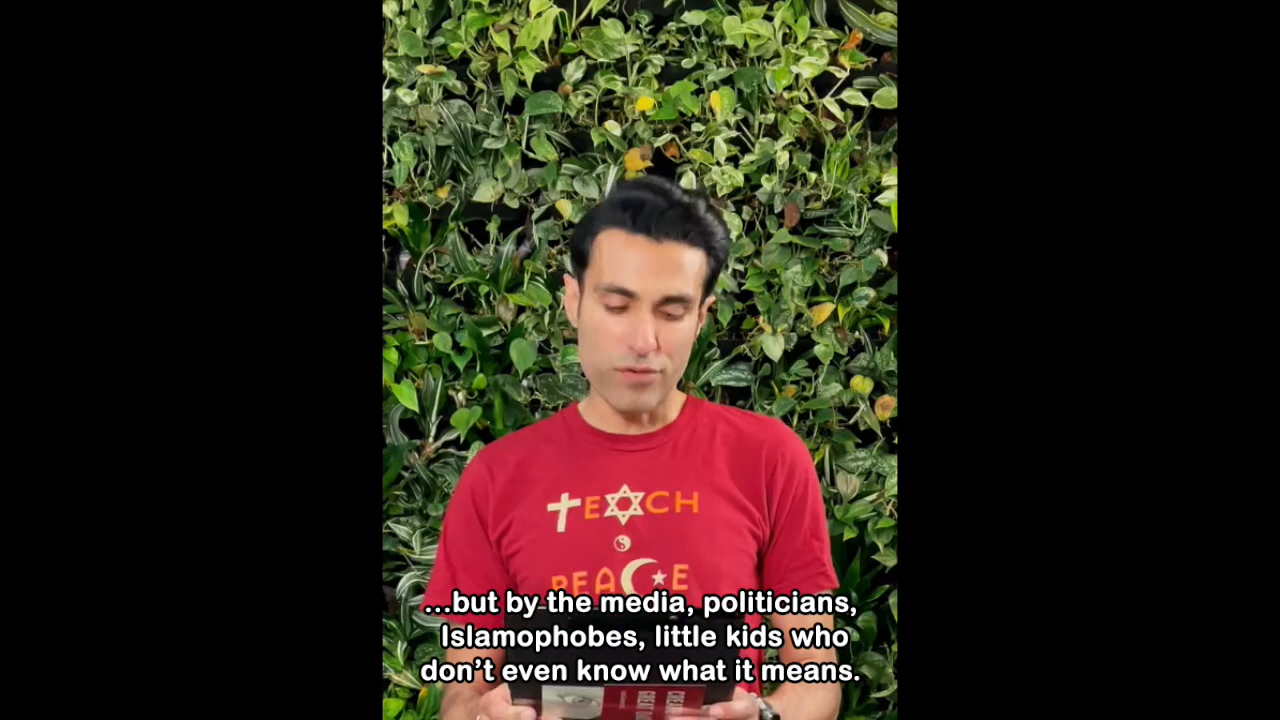 TEACH
PEACE
...but by the media, politicians,
Islamophobes, little kids who
don't even know what it means.